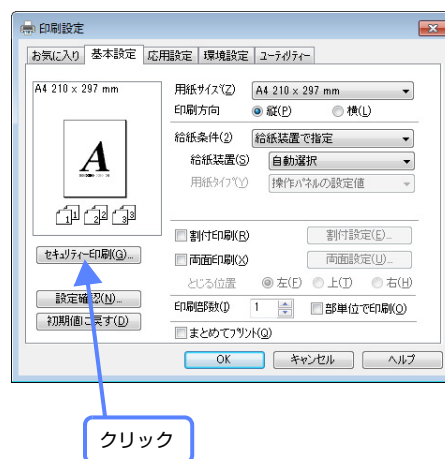 印刷設定
お気に入り 基本設定 応用設定 環境設定 ユーティリティー
A4 210 x 297 mm
A
1 1 2 2 3 3
セキュリティー印刷(G)...
設定確認(N)...
初期値に戻す(D)
用紙サイズ(Z) A4 210 x 297 mm
印刷方向 縦(P) 横(L)
給紙条件(2) 給紙装置で指定
給紙装置(S) 自動選択
用紙タイプ(Y) 操作パネルの設定値
割付印刷(R) 割付設定(E)...
両面印刷(X) 両面設定(U)...
とじる位置 左(F) 上(T) 右(H)
印刷部数(I) 1 部単位で印刷(O)
まとめてプリント(Q)
OK キャンセル ヘルプ
クリック